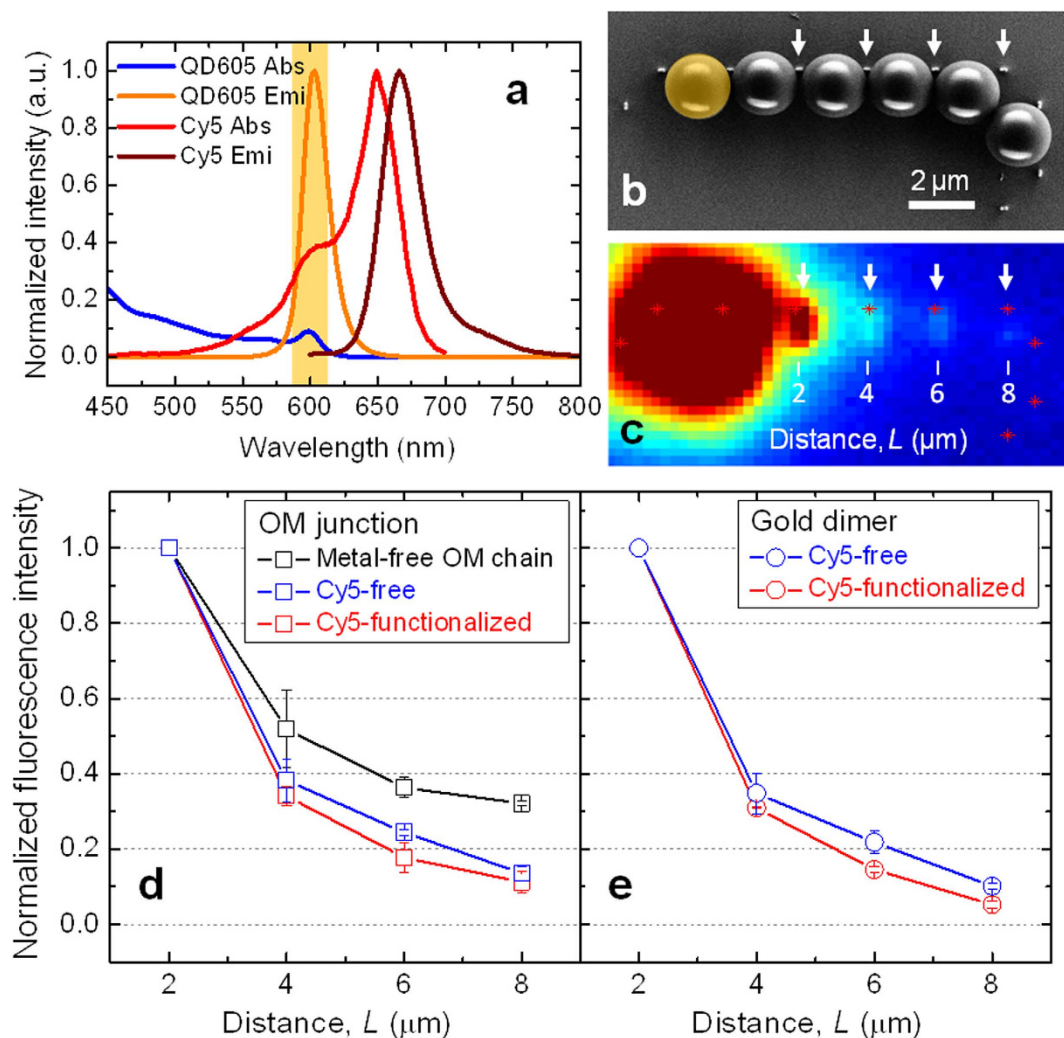 a
QD605 Abs
QD605 Emi
Cy5 Abs
Cy5 Emi
Normalized intensity (a.u.)
1.0
0.8
0.6
0.4
0.2
0.0
450 500 550 600 650 700 750 800
Wavelength (nm)
b
2 μm
2 4 6 8
c
Distance, L (μm)
Normalized fluorescence intensity
1.0
0.8
0.6
0.4
0.2
0.0
OM junction
Metal-free OM chain
Cy5-free
Cy5-functionalized
d
2 4 6 8
Distance, L (μm)
Gold dimer
Cy5-free
Cy5-functionalized
e
2 4 6 8
Distance, L (μm)